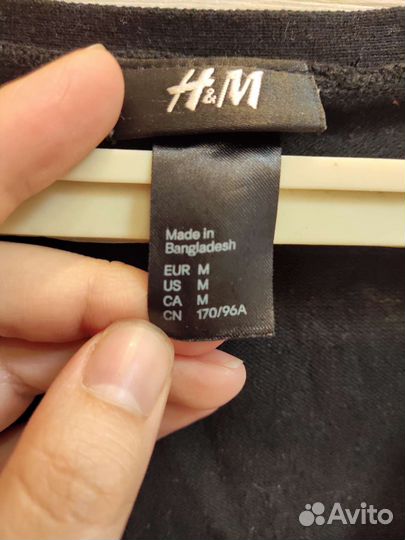 H&M
Made in
Bangladesh
EUR M
US M
CA M
CN 170/96A
Avito